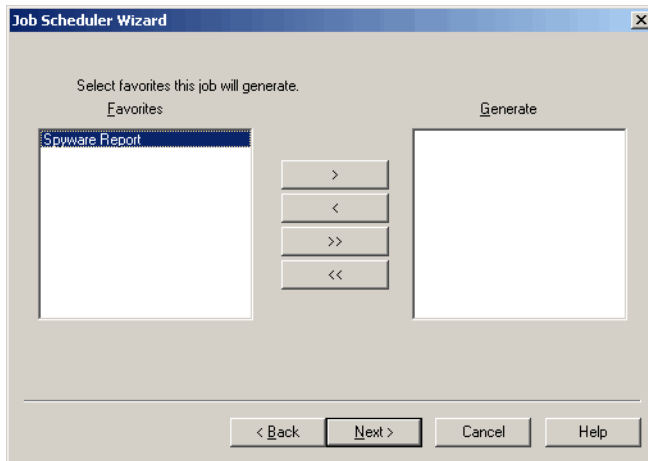 Job Scheduler Wizard
Select favorites this job will generate.
Favorites
Generate
Spyware Report
>
<
>>
<<
< Back
Next >
Cancel
Help